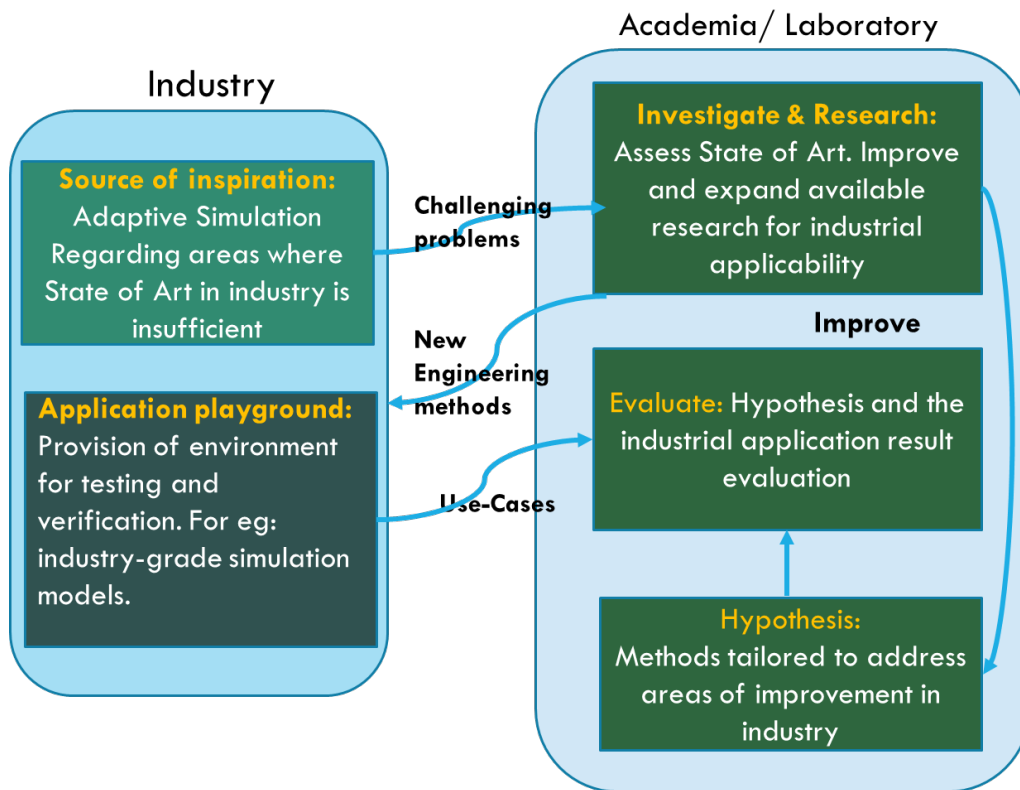 Industry
Source of inspiration:
Adaptive Simulation
Regarding areas where
State of Art in industry is
insufficient
Application playground:
Provision of environment
for testing and
verification. For eg:
industry-grade simulation
models.
Challenging
problems
New
Engineering
methods
Use-Cases
Academia/ Laboratory
Investigate & Research:
Assess State of Art. Improve
and expand available
research for industrial
applicability
Improve
Evaluate: Hypothesis and the
industrial application result
evaluation
Hypothesis:
Methods tailored to address
areas of improvement in
industry